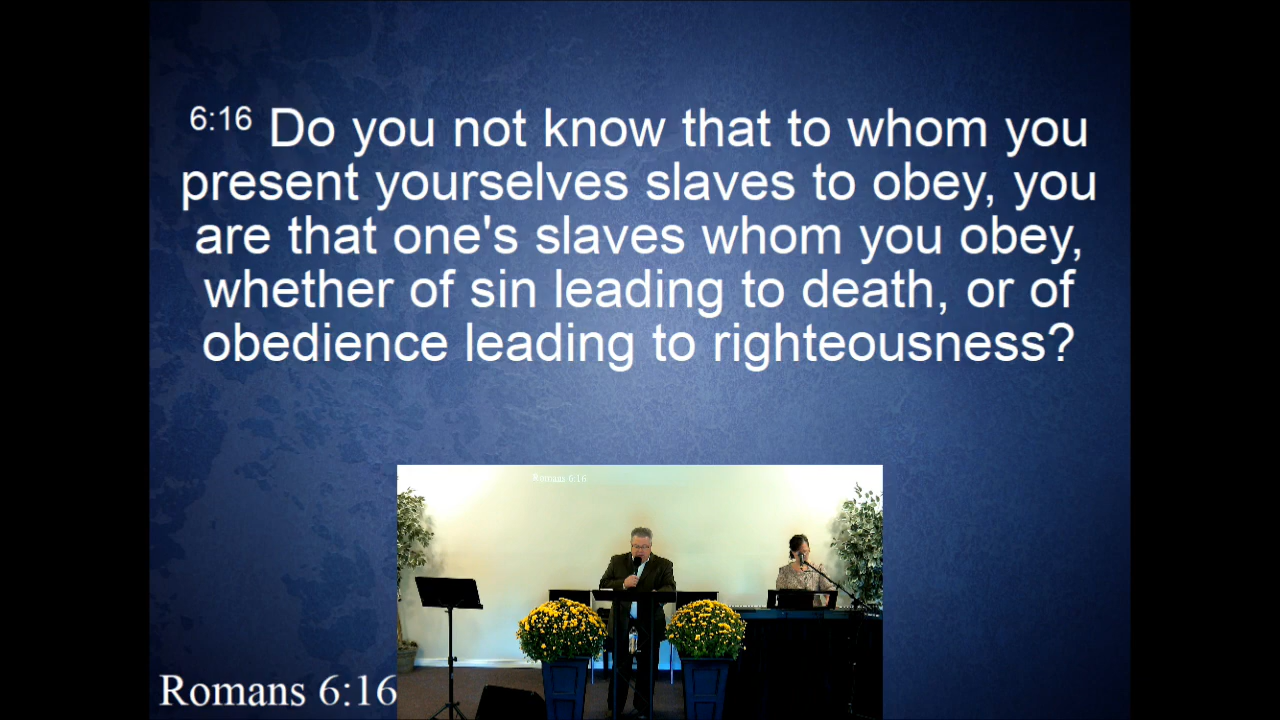 6:16 Do you not know that to whom you
present yourselves slaves to obey, you
are that one's slaves whom you obey,
whether of sin leading to death, or of
obedience leading to righteousness?
Romans 6:16
Romans 6:16